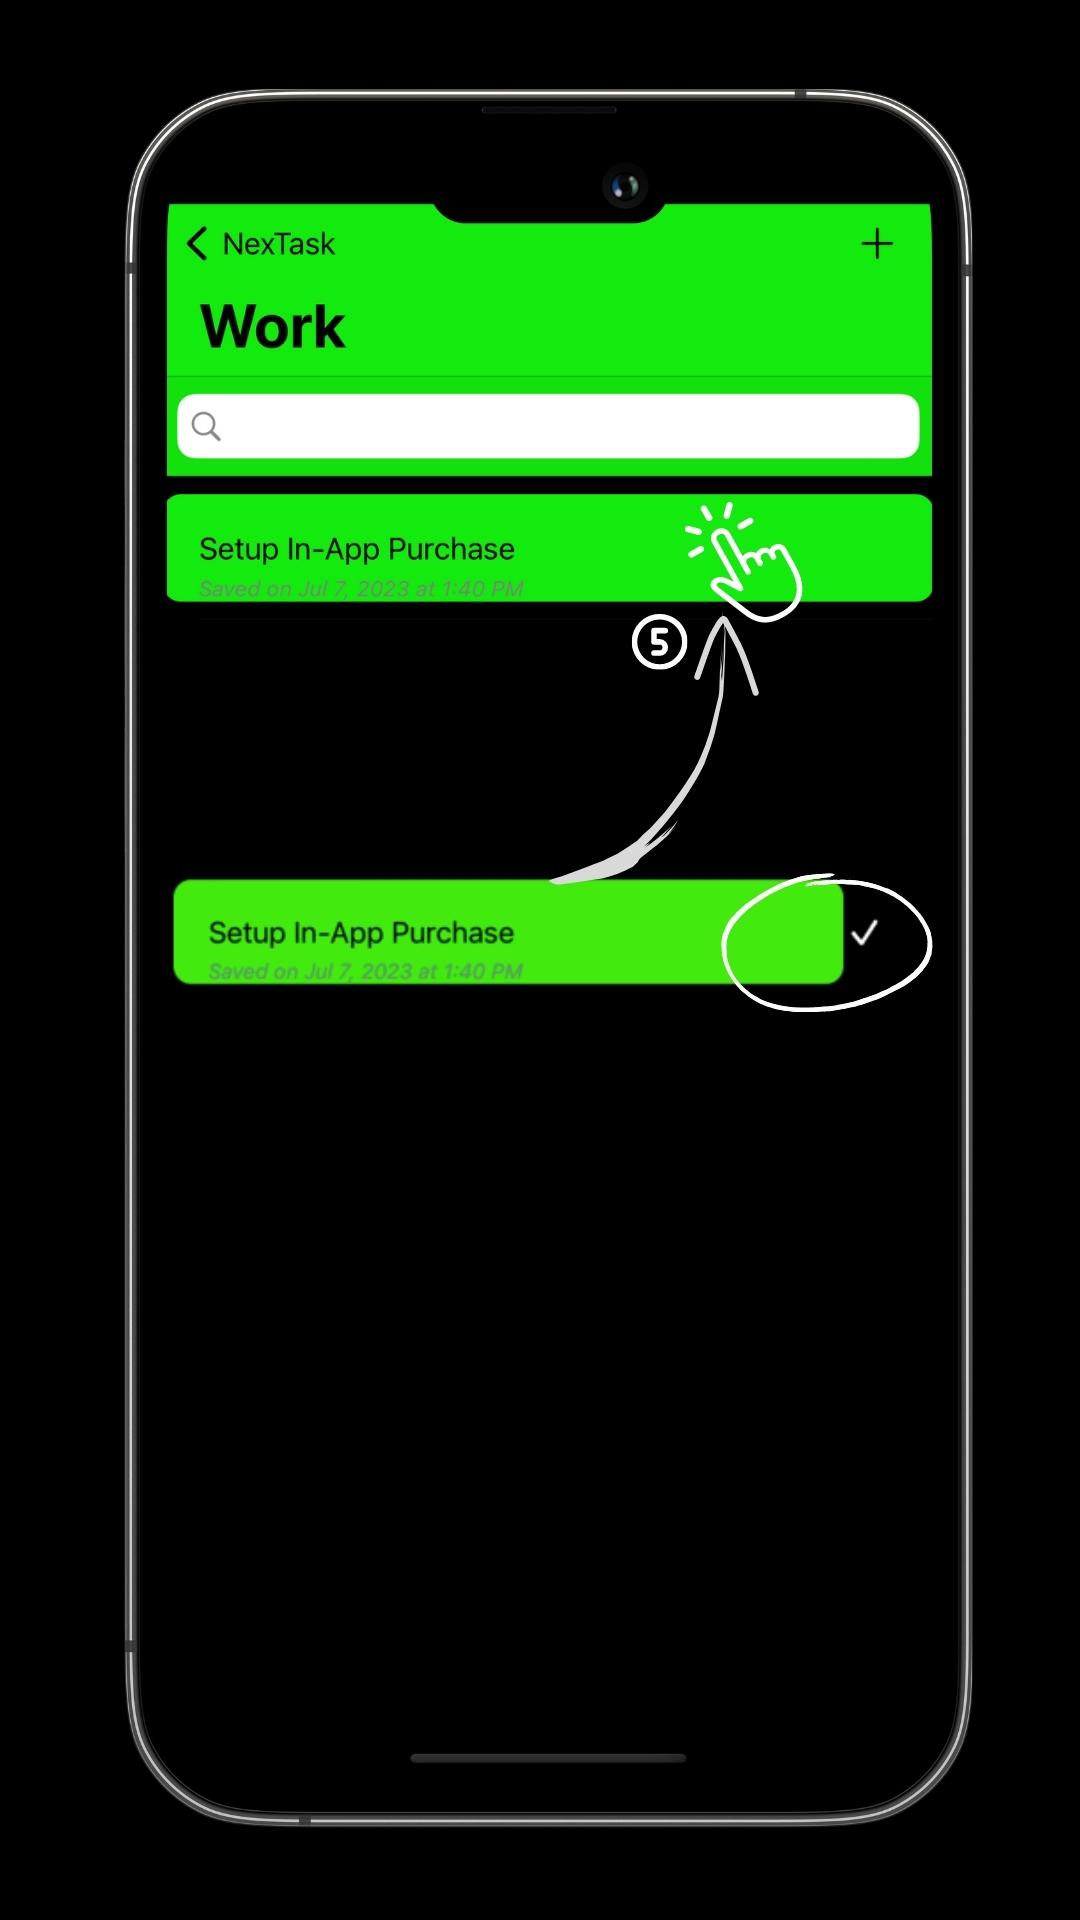 NexTask
Work
Setup In-App Purchase
Saved on Jul 7, 2023 at 1:40 PM
5
Setup In-App Purchase
Saved on Jul 7, 2023 at 1:40 PM